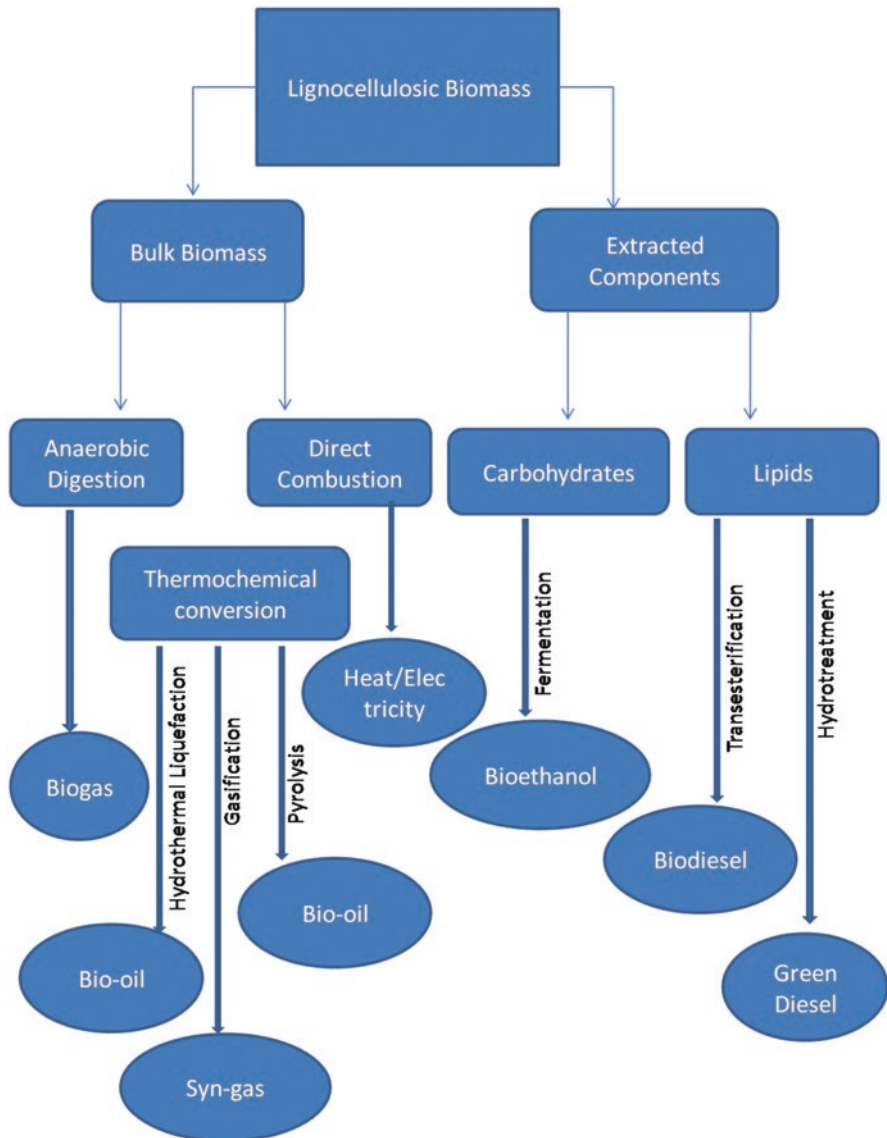 Lignocellulosic Biomass
Bulk Biomass
Extracted
Components
Anaerobic
Digestion
Direct
Combustion
Carbohydrates
Lipids
Thermochemical
conversion
Hydrothermal Liquefaction
Gasification
Pyrolysis
Fermentation
Transesterification
Hydrotreatment
Heat/Elec
tricity
Biogas
Bioethanol
Biodiesel
Bio-oil
Bio-oil
Green
Diesel
Syn-gas